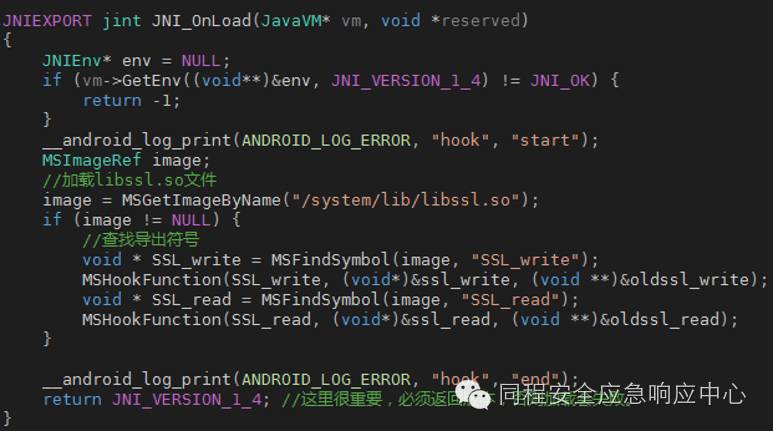 JNIEXPORT jint JNI_OnLoad(JavaVM* vm, void *reserved)
{
    JNIEnv* env = NULL;
    if (vm->GetEnv((void**)&env, JNI_VERSION_1_4) != JNI_OK) {
        return -1;
    }
    __android_log_print(ANDROID_LOG_ERROR, "hook", "start");
    MSImageRef image;
    //加载libssl.so文件
    image = MSGetImageByName("/system/lib/libssl.so");
    if (image != NULL) {
        //查找导出符号
        void * SSL_write = MSFindSymbol(image, "SSL_write");
        MSHookFunction(SSL_write, (void*)&ssl_write, (void **)&oldssl_write);
        void * SSL_read = MSFindSymbol(image, "SSL_read");
        MSHookFunction(SSL_read, (void*)&ssl_read, (void **)&oldssl_read);
    }
    __android_log_print(ANDROID_LOG_ERROR, "hook", "end");
    return JNI_VERSION_1_4; //这里很重要，必须返回
}
同程安全应急响应中心